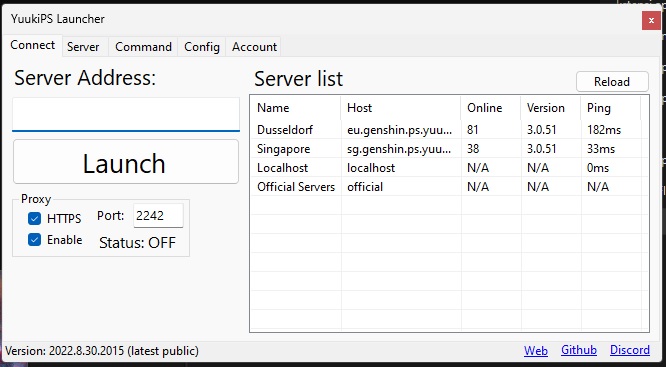 YuukiPS Launcher
x
Connect Server Command Config Account
Server Address:
Launch
Proxy
HTTPS Port: 2242
Enable Status: OFF
Server list
Reload
Name Host Online Version Ping
Dusseldorf eu.genshin.ps.yuu... 81 3.0.51 182ms
Singapore sg.genshin.ps.yuu... 38 3.0.51 33ms
Localhost localhost N/A N/A 0ms
Official Servers official N/A N/A N/A
Version: 2022.8.30.2015 (latest public)
Web Github Discord